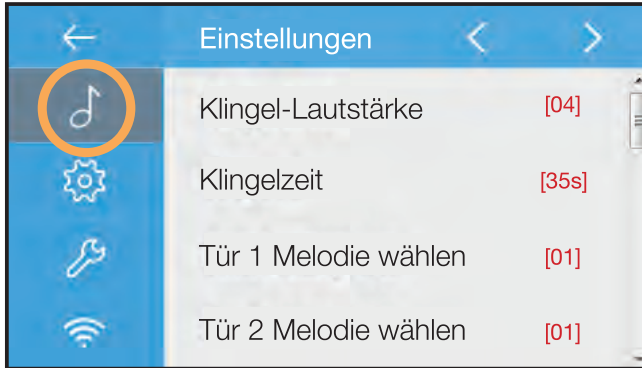 Einstellungen
Klingel-Lautstärke [04]
Klingelzeit [35s]
Tür 1 Melodie wählen [01]
Tür 2 Melodie wählen [01]